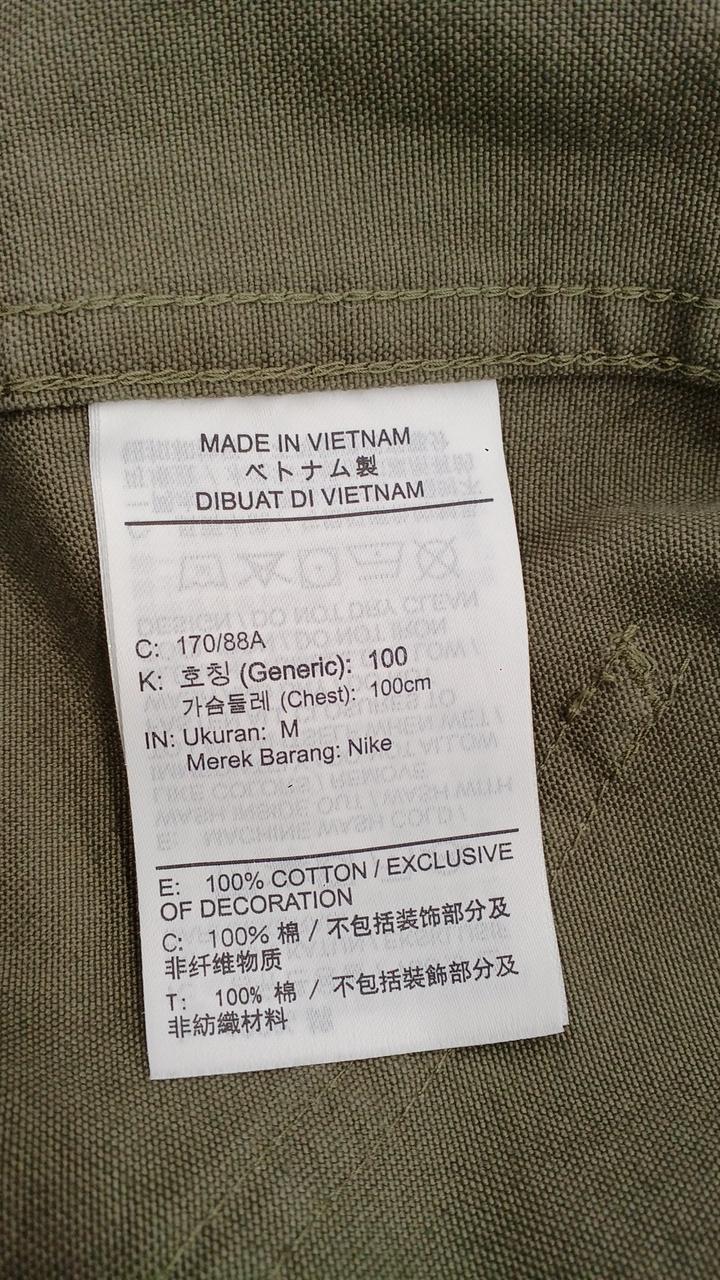 MADE IN VIETNAM
ベトナム製
DIBUAT DI VIETNAM
C: 170/88A
K: 호칭 (Generic): 100
가슴둘레 (Chest): 100cm
IN: Ukuran: M
Merek Barang: Nike
E: 100% COTTON / EXCLUSIVE
OF DECORATION
C: 100% 棉 / 不包括装饰部分及
非纤维物质
T: 100% 棉 / 不包括裝飾部分及
非紡織材料